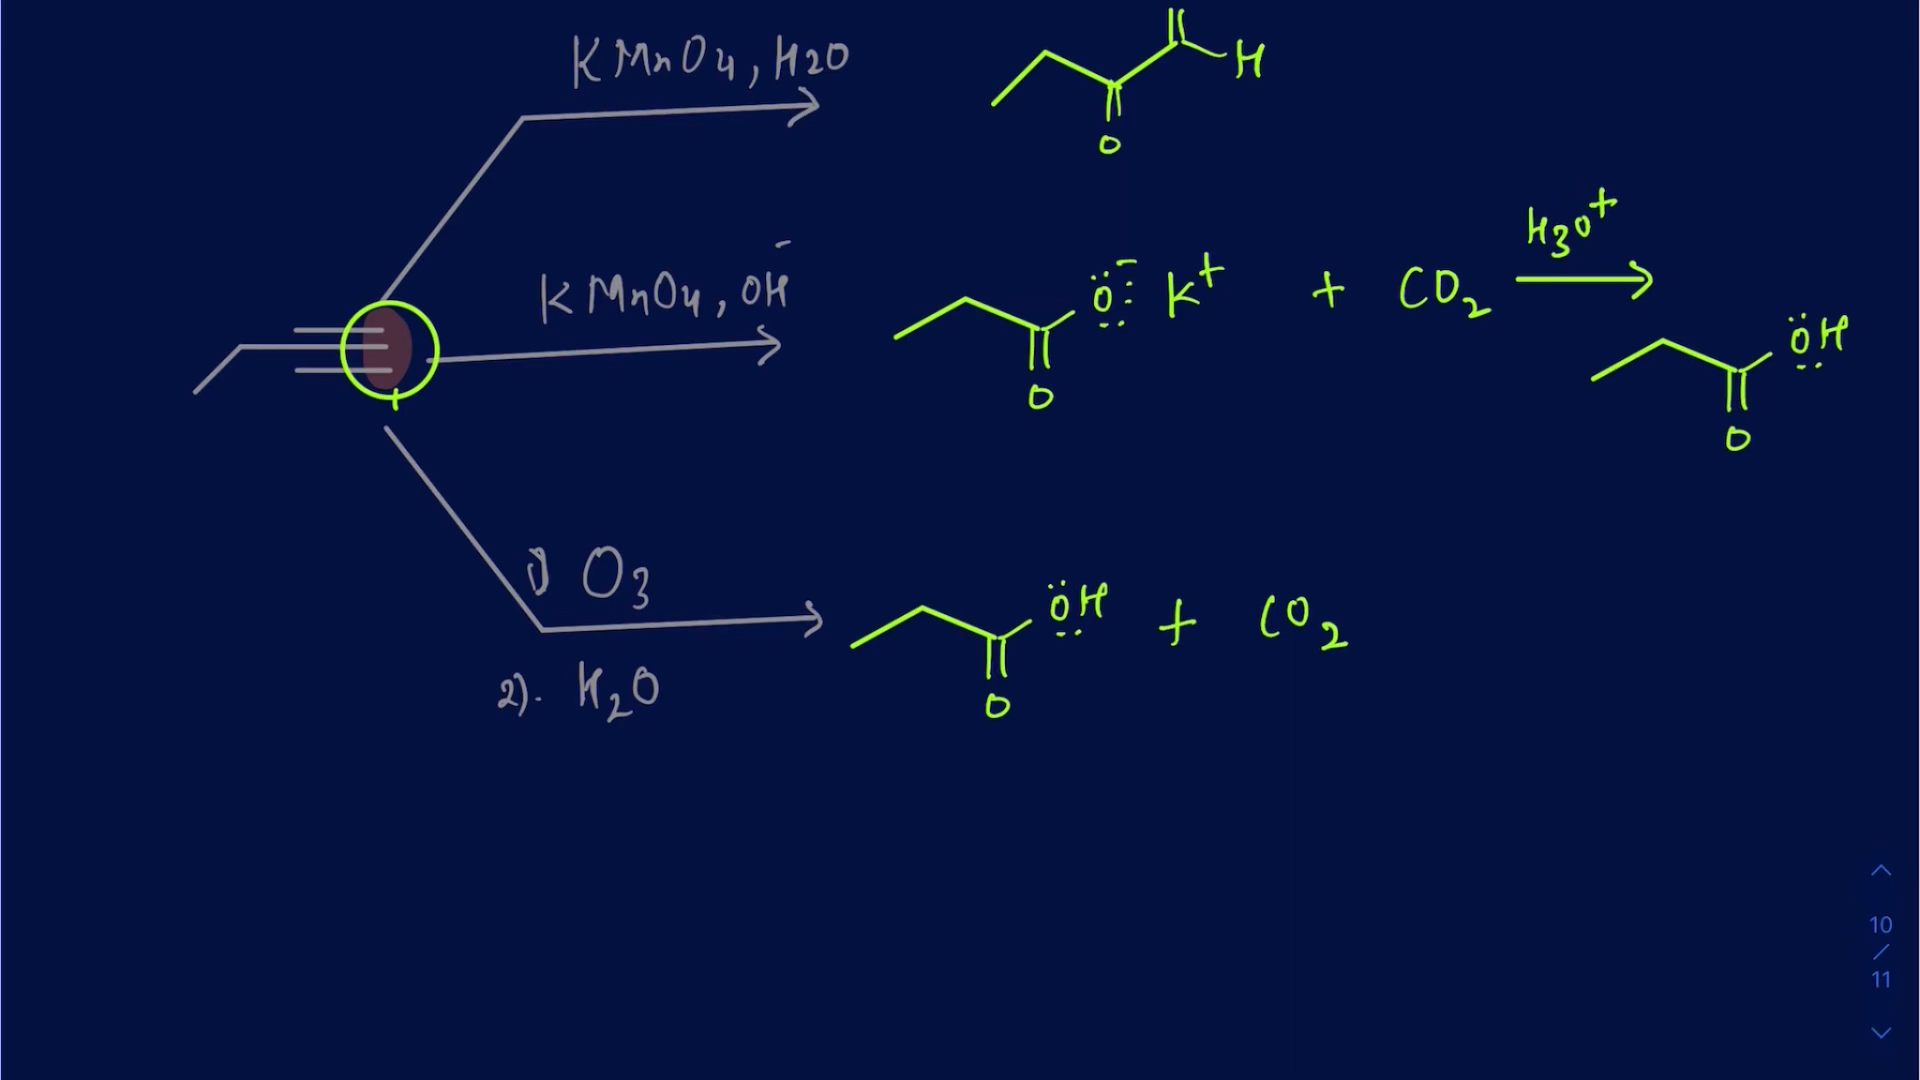 KMnO4, H2O
H
O
H3O+
KMnO4, OH-
Ö:- K+ + CO2
ÖH
O
O
1) O3
ÖH + CO2
2). H2O
O
10
/
11